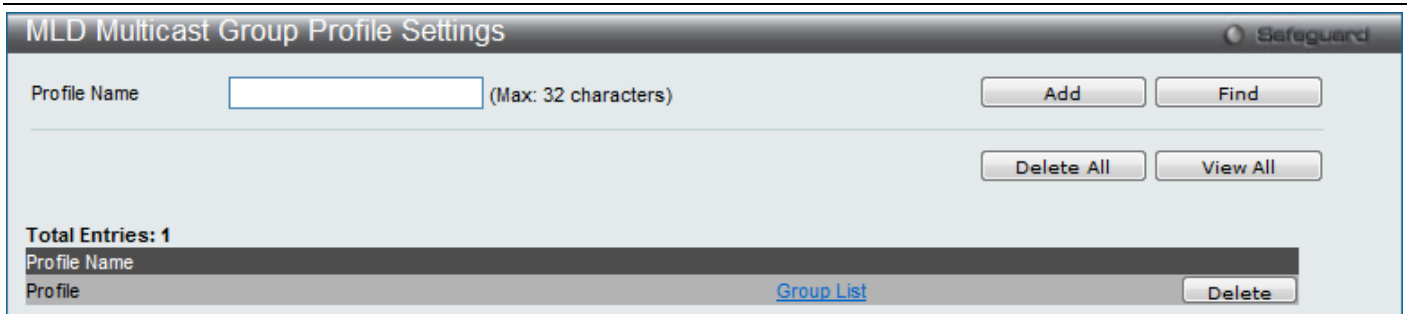 MLD Multicast Group Profile Settings Safeguard
Profile Name (Max: 32 characters) Add Find
Delete All View All
Total Entries: 1
Profile Name
Profile Group List Delete